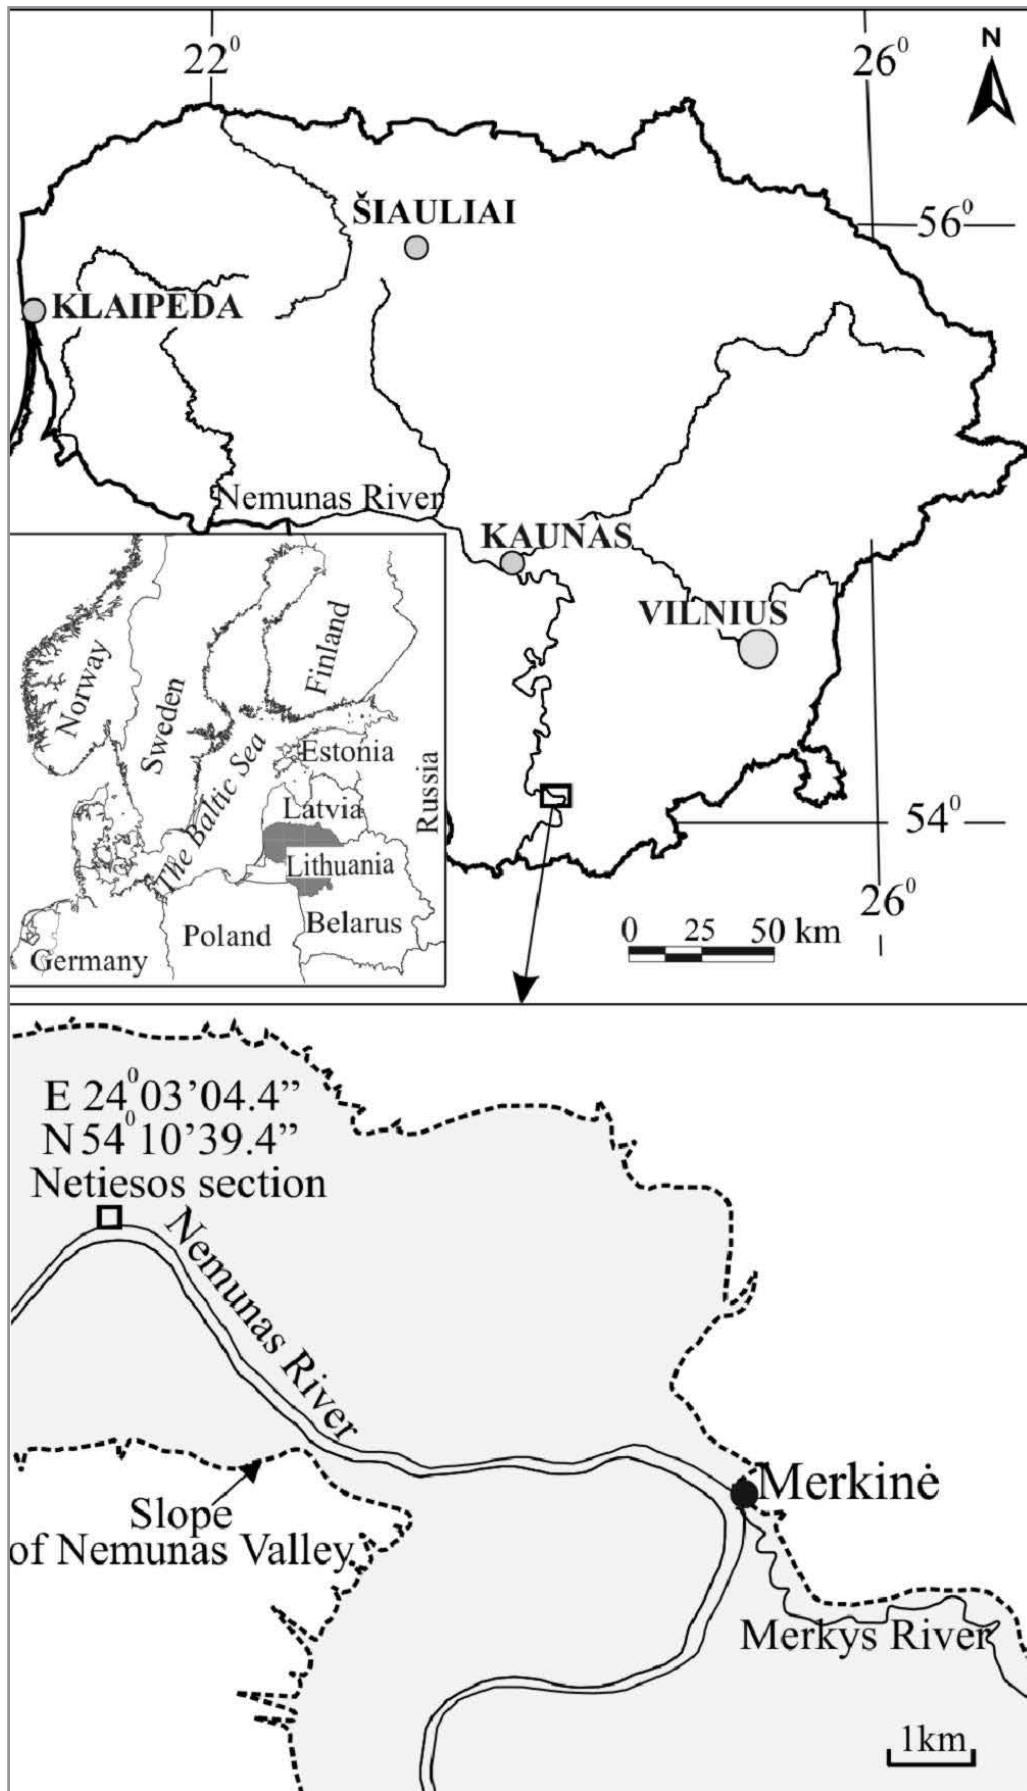 22⁰
26⁰
N
ŠIAULIAI
56⁰
KLAIPĖDA
Nemunas River
KAUNAS
VILNIUS
Norway
Sweden
Finland
The Baltic Sea
Estonia
Russia
Latvia
Lithuania
Belarus
Poland
Germany
54⁰
26⁰
0 25 50 km
E 24⁰03’04.4”
N 54⁰10’39.4”
Netiesos section
Nemunas River
Slope
of Nemunas Valley
Merkinė
Merkys River
1km